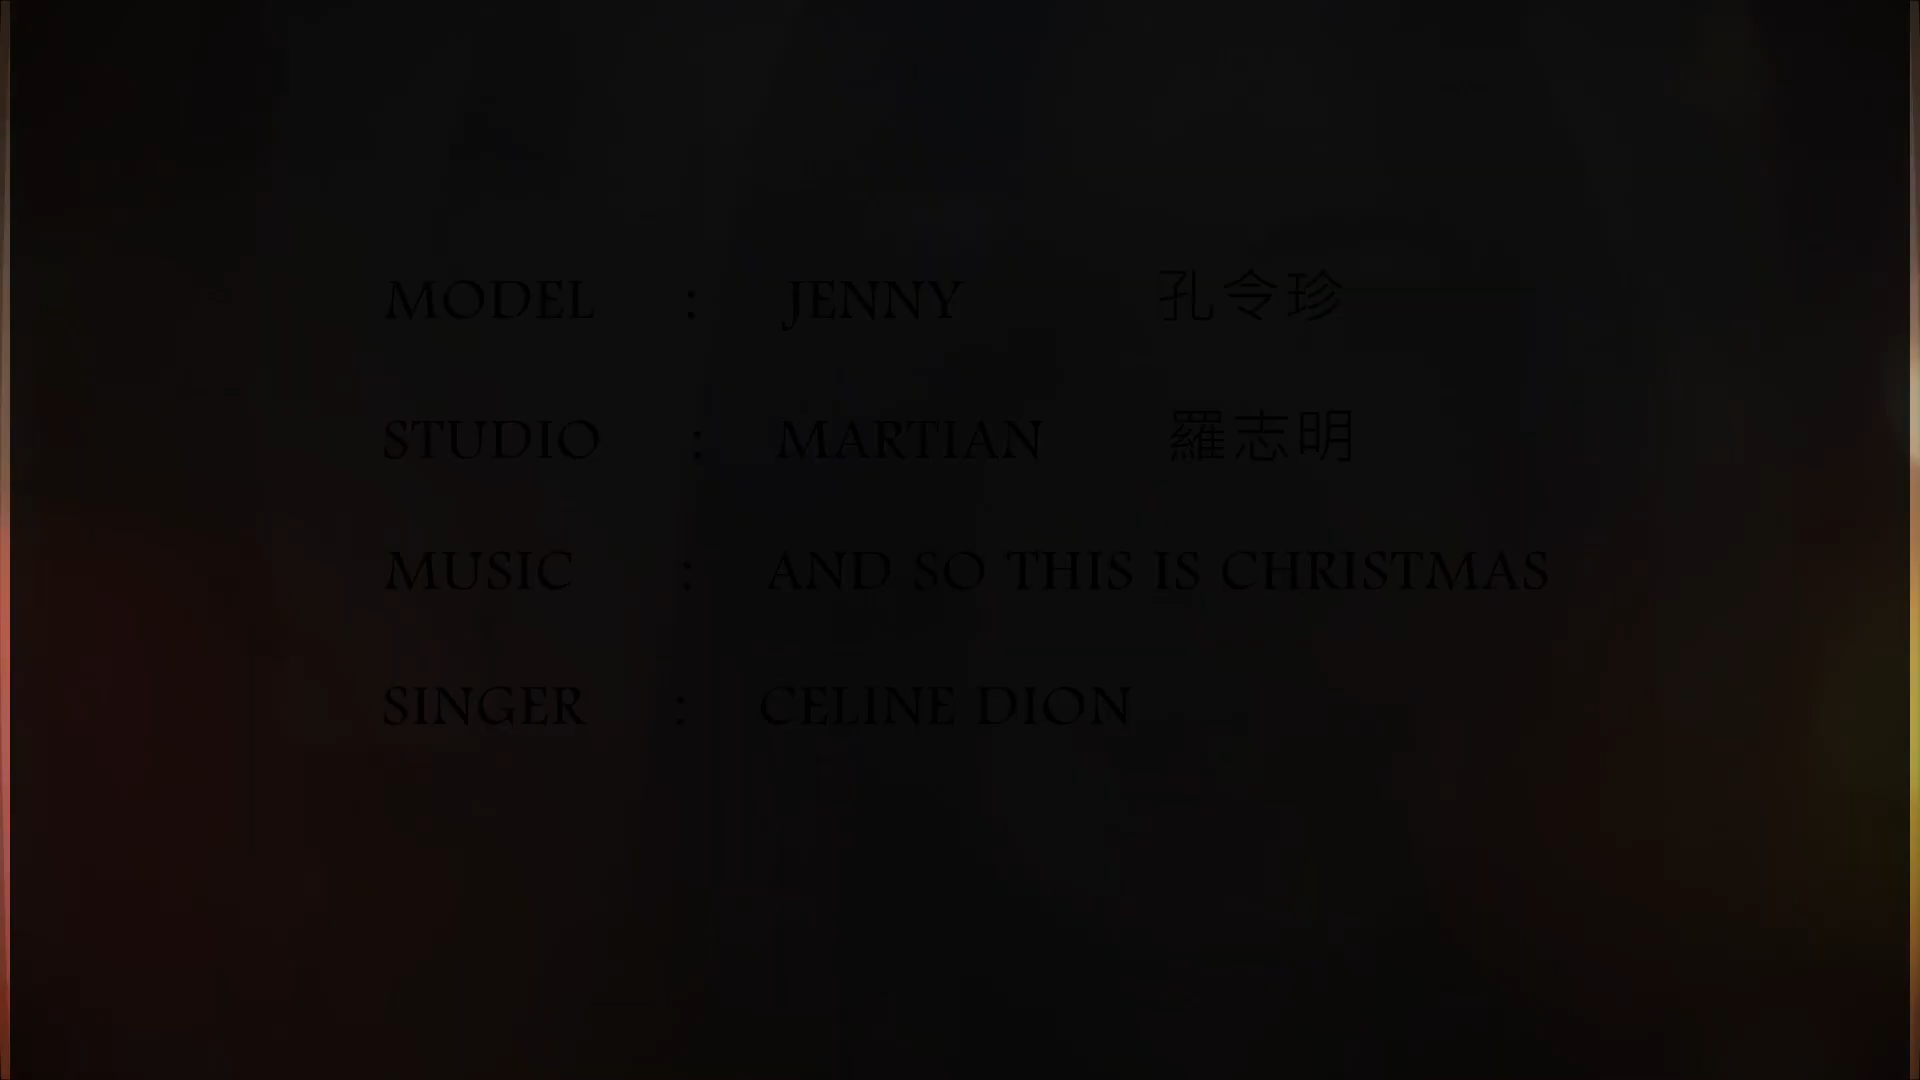 MODEL : JENNY 孔令珍
STUDIO : MARTIAN 羅志明
MUSIC : AND SO THIS IS CHRISTMAS
SINGER : CELINE DION